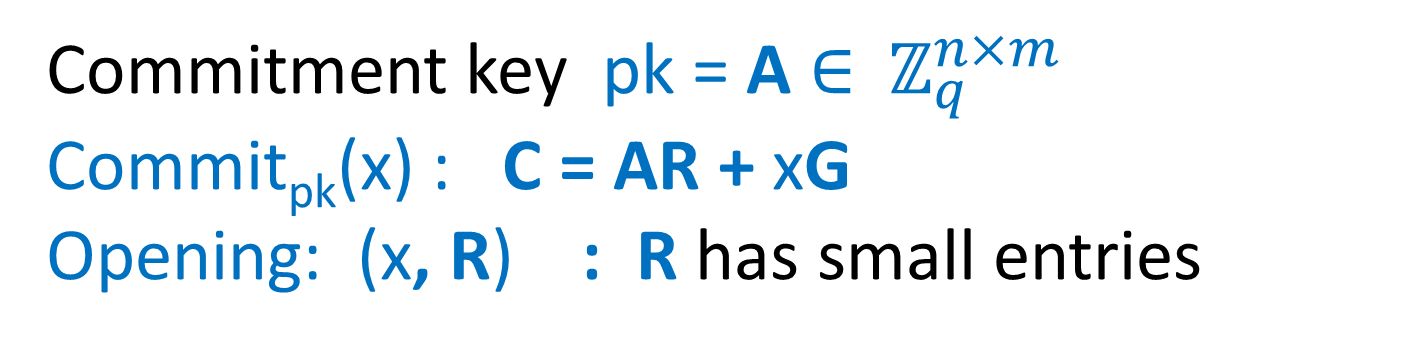 Commitment key pk = A ∈ ℤ_q^{n×m}
Commit_pk(x) : C = AR + xG
Opening: (x, R) : R has small entries